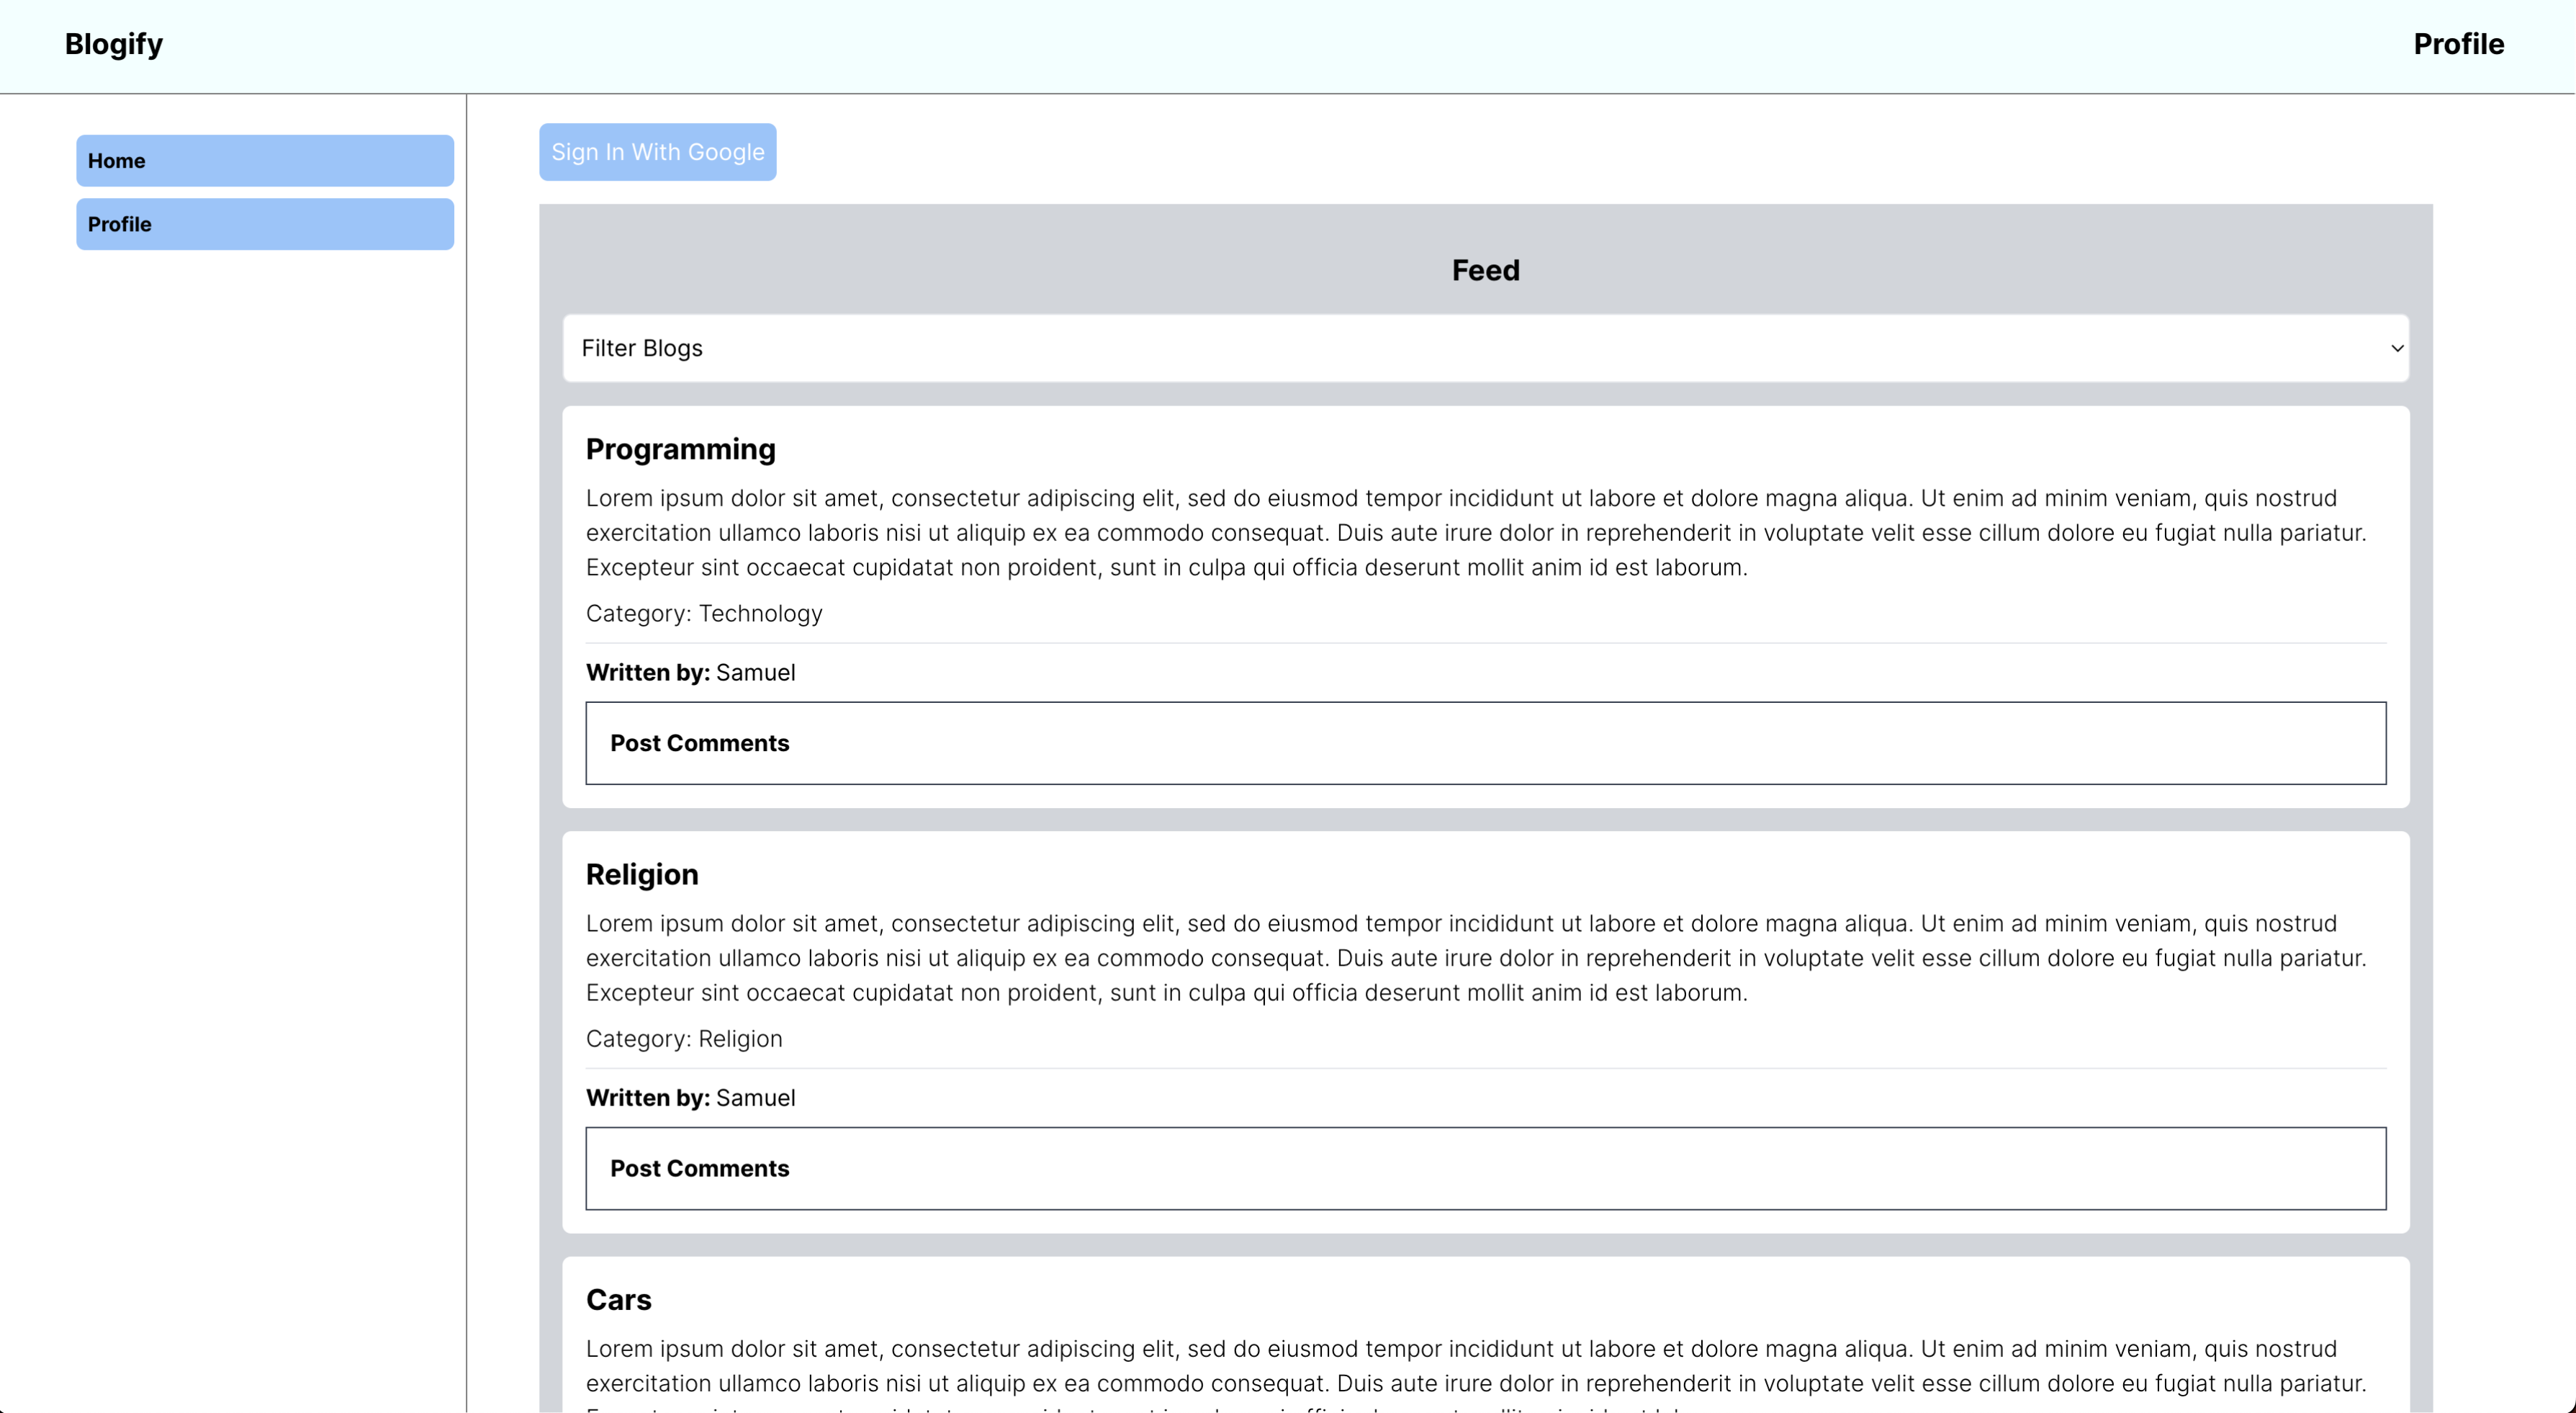 Blogify
Profile
Home
Profile
Sign In With Google
Feed
Filter Blogs
Programming
Lorem ipsum dolor sit amet, consectetur adipiscing elit, sed do eiusmod tempor incididunt ut labore et dolore magna aliqua. Ut enim ad minim veniam, quis nostrud
exercitation ullamco laboris nisi ut aliquip ex ea commodo consequat. Duis aute irure dolor in reprehenderit in voluptate velit esse cillum dolore eu fugiat nulla pariatur.
Excepteur sint occaecat cupidatat non proident, sunt in culpa qui officia deserunt mollit anim id est laborum.
Category: Technology
Written by: Samuel
Post Comments
Religion
Lorem ipsum dolor sit amet, consectetur adipiscing elit, sed do eiusmod tempor incididunt ut labore et dolore magna aliqua. Ut enim ad minim veniam, quis nostrud
exercitation ullamco laboris nisi ut aliquip ex ea commodo consequat. Duis aute irure dolor in reprehenderit in voluptate velit esse cillum dolore eu fugiat nulla pariatur.
Excepteur sint occaecat cupidatat non proident, sunt in culpa qui officia deserunt mollit anim id est laborum.
Category: Religion
Written by: Samuel
Post Comments
Cars
Lorem ipsum dolor sit amet, consectetur adipiscing elit, sed do eiusmod tempor incididunt ut labore et dolore magna aliqua. Ut enim ad minim veniam, quis nostrud
exercitation ullamco laboris nisi ut aliquip ex ea commodo consequat. Duis aute irure dolor in reprehenderit in voluptate velit esse cillum dolore eu fugiat nulla pariatur.